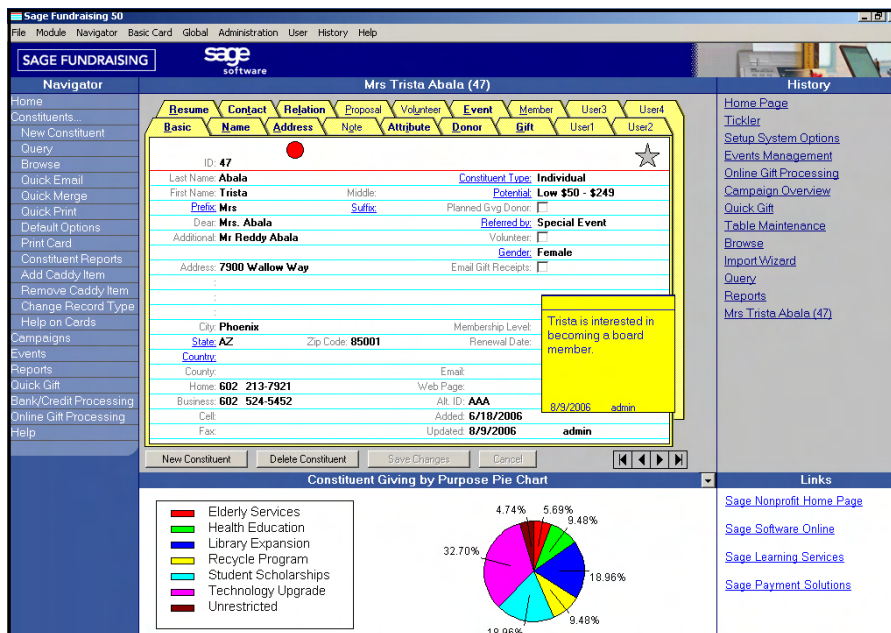 Sage Fundraising 50
File Module Navigator Basic Card Global Administration User History Help
SAGE FUNDRAISING
sage
software
Navigator
Home
Constituents...
New Constituent
Query
Browse
Quick Email
Quick Merge
Quick Print
Default Options
Print Card
Constituent Reports
Add Caddy Item
Remove Caddy Item
Change Record Type
Help on Cards
Campaigns
Events
Reports
Quick Gift
Bank/Credit Processing
Online Gift Processing
Help
Mrs Trista Abala (47)
Resume Contact Relation Proposal Volunteer Event Member User3 User4
Basic Name Address Note Attribute Donor Gift User1 User2
ID: 47
Last Name: Abala Constituent Type: Individual
First Name: Trista Middle: Potential: Low $50 - $249
Prefix: Mrs Suffix: Planned Gvg Donor:
Dear: Mrs. Abala Referred by: Special Event
Additional: Mr Reddy Abala Volunteer:
Gender: Female
Address: 7900 Wallow Way Email Gift Receipts:
:
:
:
City: Phoenix Membership Level:
State: AZ Zip Code: 85001 Renewal Date:
Country:
County: Email:
Home: 602 213-7921 Web Page:
Business: 602 524-5452 Alt. ID: AAA
Cell: Added: 6/18/2006
Fax: Updated: 8/9/2006 admin
Trista is interested in
becoming a board
member.
8/9/2006 admin
New Constituent Delete Constituent Save Changes Cancel
Constituent Giving by Purpose Pie Chart
Elderly Services
Health Education
Library Expansion
Recycle Program
Student Scholarships
Technology Upgrade
Unrestricted
4.74% 5.69%
9.48%
32.70%
18.96%
9.48%
18.96%
History
Home Page
Tickler
Setup System Options
Events Management
Online Gift Processing
Campaign Overview
Quick Gift
Table Maintenance
Browse
Import Wizard
Query
Reports
Mrs Trista Abala (47)
Links
Sage Nonprofit Home Page
Sage Software Online
Sage Learning Services
Sage Payment Solutions